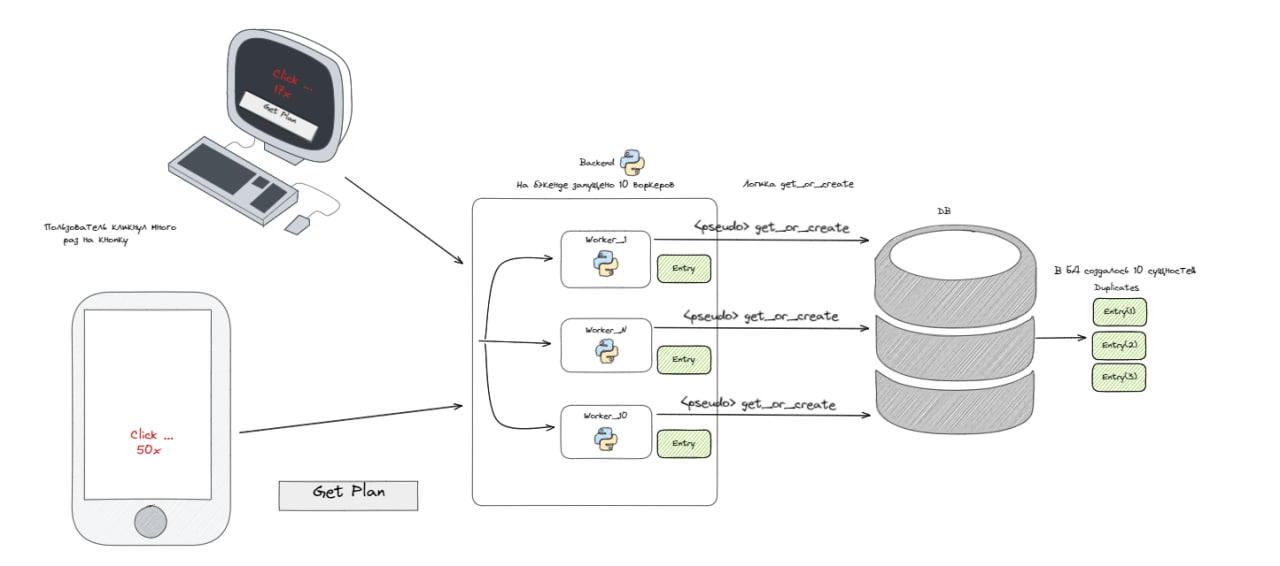 Click ...
17x
Get Plan
Пользователь кликнул много
раз на кнопку
Click ...
50x
Get Plan
Backend
На бэкенде запущено 10 воркеров
Логика get_or_create
Worker_1
Entry
<pseudo> get_or_create
Worker_N
Entry
<pseudo> get_or_create
Worker_10
Entry
<pseudo> get_or_create
DB
В БД создалось 10 сущностей
Duplicates
Entry(1)
Entry(2)
Entry(3)